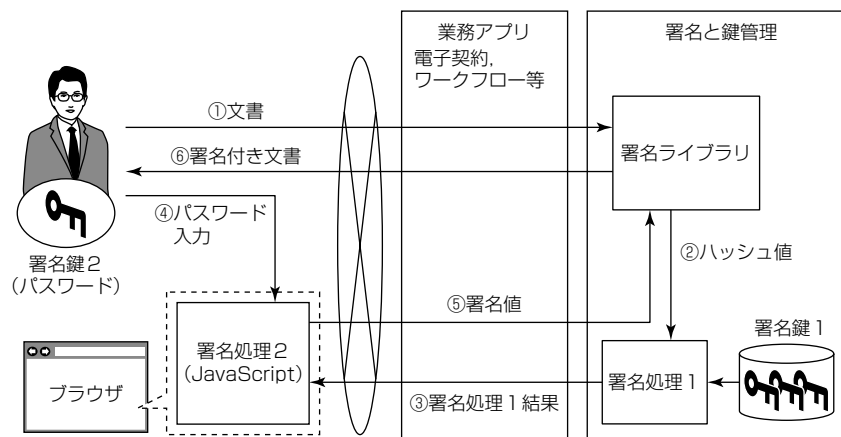 業務アプリ
電子契約,
ワークフロー等
署名と鍵管理
①文書
署名ライブラリ
⑥署名付き文書
④パスワード
入力
署名鍵2
(パスワード)
②ハッシュ値
⑤署名値
署名鍵1
署名処理2
(JavaScript)
ブラウザ
署名処理1
③署名処理1結果